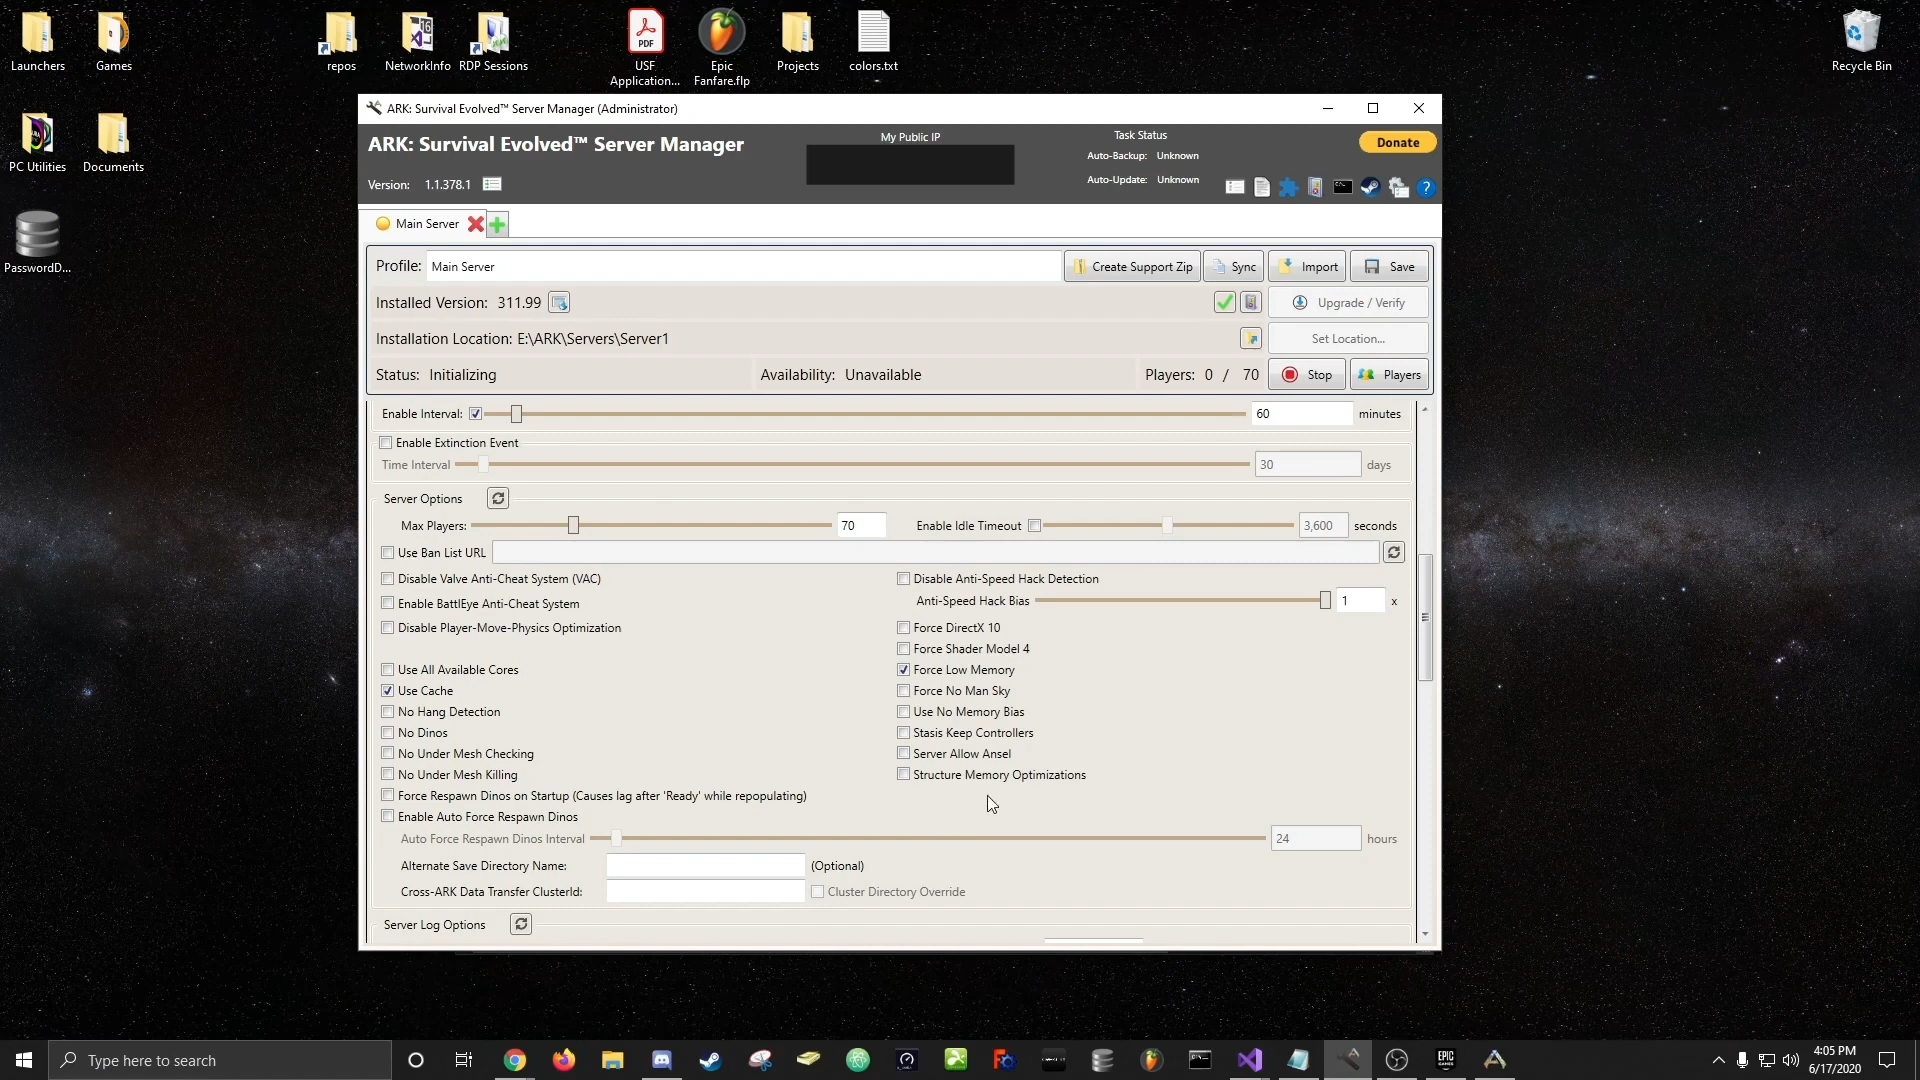 Launchers
Games
repos
NetworkInfo
RDP Sessions
PDF
USF
Application...
Epic
Fanfare.flp
Projects
colors.txt
Recycle Bin
PC Utilities
Documents
PasswordD...
ARK: Survival Evolved™ Server Manager (Administrator)
ARK: Survival Evolved™ Server Manager
My Public IP
Task Status
Donate
Auto-Backup: Unknown
Version: 1.1.378.1
Auto-Update: Unknown
Main Server
Profile: Main Server
Create Support Zip
Sync
Import
Save
Installed Version: 311.99
Upgrade / Verify
Installation Location: E:\ARK\Servers\Server1
Set Location...
Status: Initializing
Availability: Unavailable
Players: 0 / 70
Stop
Players
Enable Interval: 60 minutes
Enable Extinction Event
Time Interval 30 days
Server Options
Max Players: 70
Enable Idle Timeout 3,600 seconds
Use Ban List URL
Disable Valve Anti-Cheat System (VAC)
Disable Anti-Speed Hack Detection
Enable BattlEye Anti-Cheat System
Anti-Speed Hack Bias 1 x
Disable Player-Move-Physics Optimization
Force DirectX 10
Force Shader Model 4
Use All Available Cores
Force Low Memory
Use Cache
Force No Man Sky
No Hang Detection
Use No Memory Bias
No Dinos
Stasis Keep Controllers
No Under Mesh Checking
Server Allow Ansel
No Under Mesh Killing
Structure Memory Optimizations
Force Respawn Dinos on Startup (Causes lag after 'Ready' while repopulating)
Enable Auto Force Respawn Dinos
Auto Force Respawn Dinos Interval 24 hours
Alternate Save Directory Name: (Optional)
Cross-ARK Data Transfer ClusterId: Cluster Directory Override
Server Log Options
Type here to search
EPIC
GAMES
4:05 PM
6/17/2020